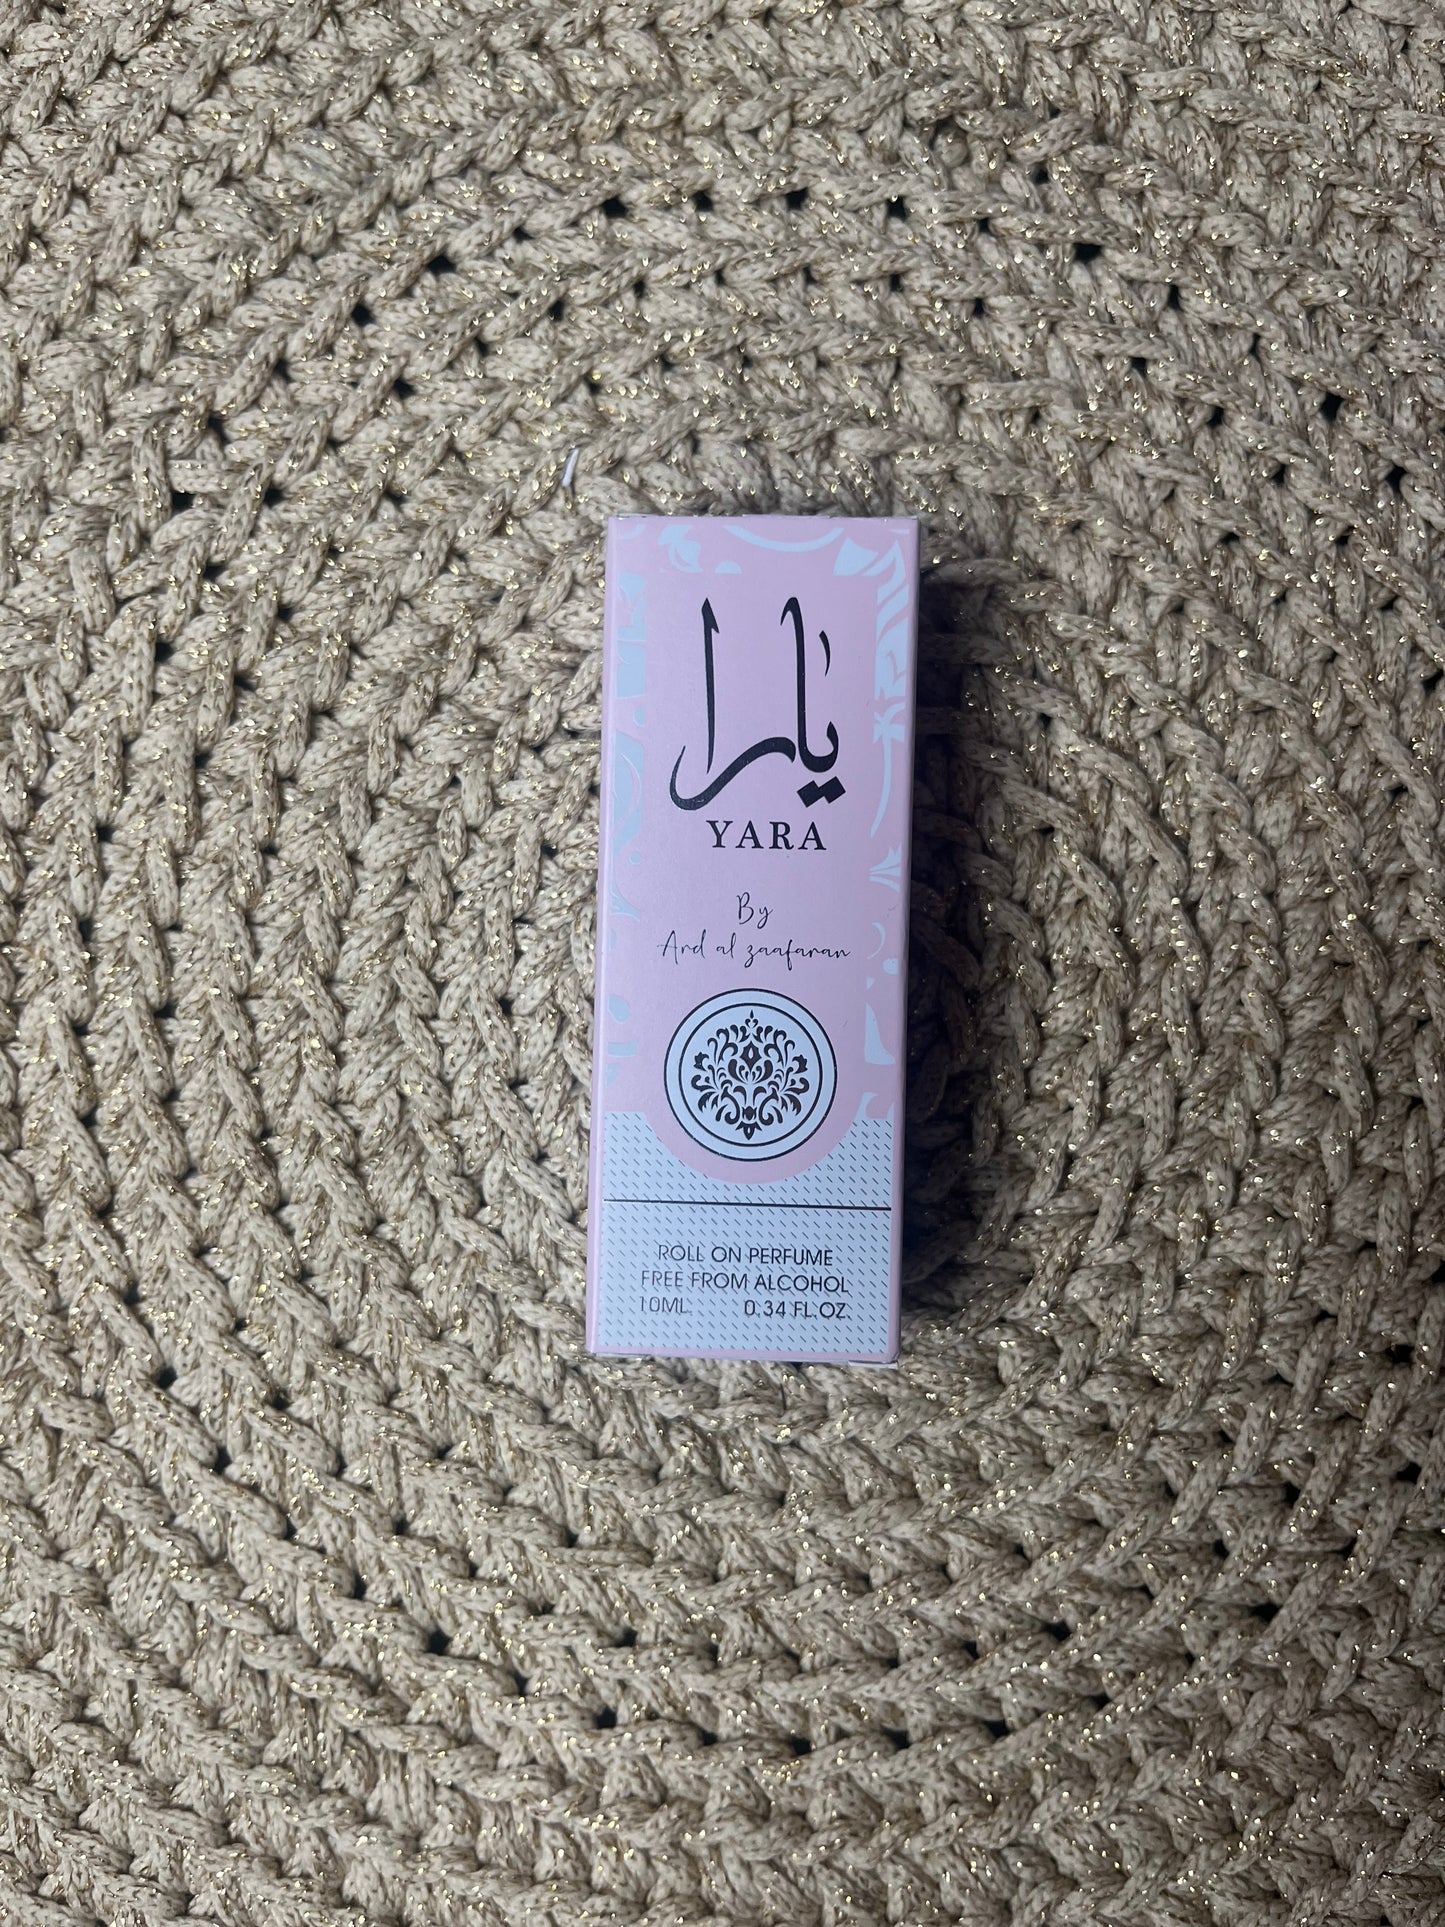 يارا
YARA
By
Ard al zaafaran
ROLL ON PERFUME
FREE FROM ALCOHOL
10ML 0.34 FL.OZ.